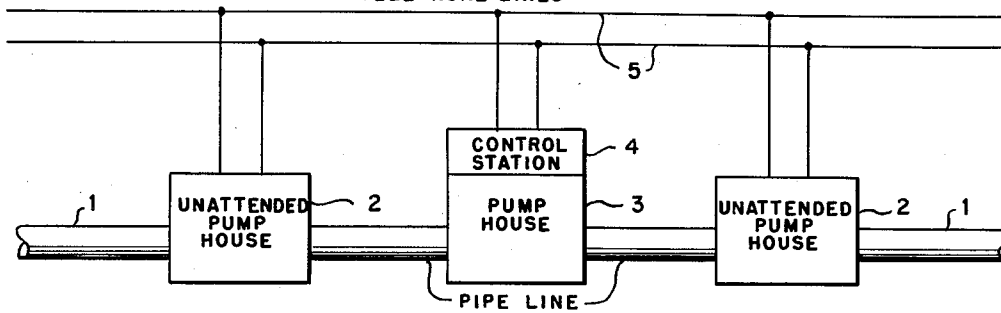 5
CONTROL
STATION
4
1
UNATTENDED
PUMP
HOUSE
2
PUMP
HOUSE
3
UNATTENDED
PUMP
HOUSE
2
1
PIPE LINE